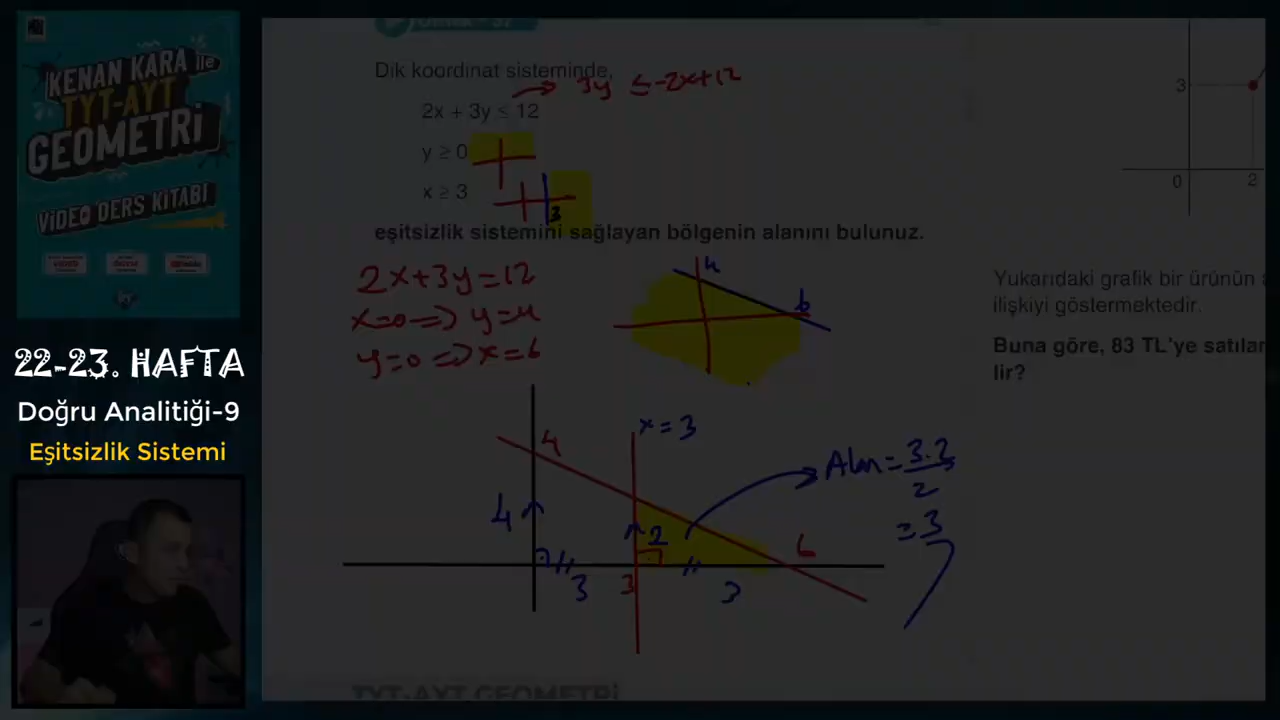 KENAN KARA ile
TYT-AYT
GEOMETRİ
VİDEO DERS KİTABI
22-23. HAFTA
Doğru Analitiği-9
Eşitsizlik Sistemi
Dik koordinat sisteminde,
2x + 3y ≤ 12
3y ≤ -2x+12
y ≥ 0
x ≥ 3
3
eşitsizlik sistemini sağlayan bölgenin alanını bulunuz.
2x+3y=12
x=0 => y=4
y=0 => x=6
4
6
x=3
4
4
2
6
3
3
3
Alan = 3.2
2
= 3
3
0
2
Yukarıdaki grafik bir ürünün
ilişkiyi göstermektedir.
Buna göre, 83 TL'ye
lir?
TYT-AYT GEOMETRİ